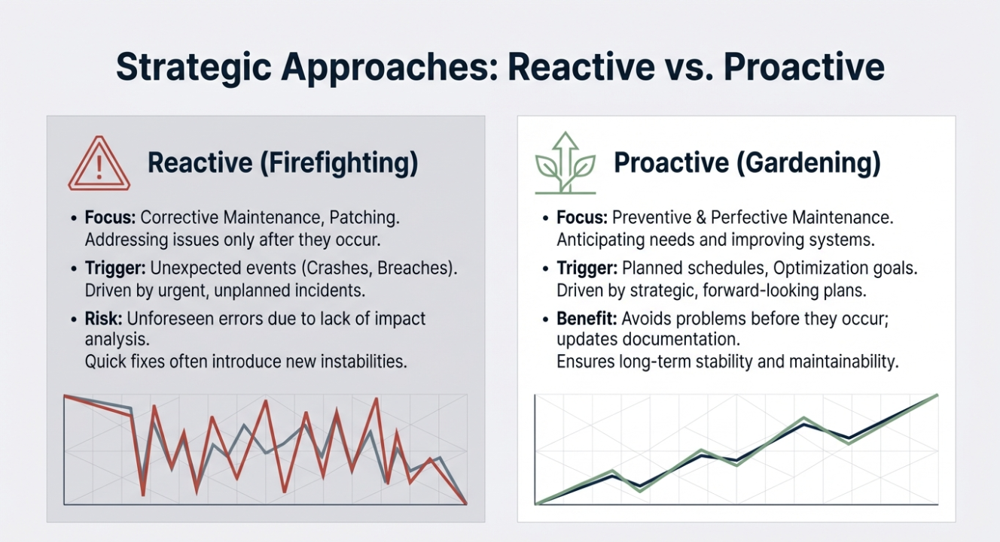 Strategic Approaches: Reactive vs. Proactive
Reactive (Firefighting)
• Focus: Corrective Maintenance, Patching.
Addressing issues only after they occur.
• Trigger: Unexpected events (Crashes, Breaches).
Driven by urgent, unplanned incidents.
• Risk: Unforeseen errors due to lack of impact
analysis.
Quick fixes often introduce new instabilities.
Proactive (Gardening)
• Focus: Preventive & Perfective Maintenance.
Anticipating needs and improving systems.
• Trigger: Planned schedules, Optimization goals.
Driven by strategic, forward-looking plans.
• Benefit: Avoids problems before they occur;
updates documentation.
Ensures long-term stability and maintainability.